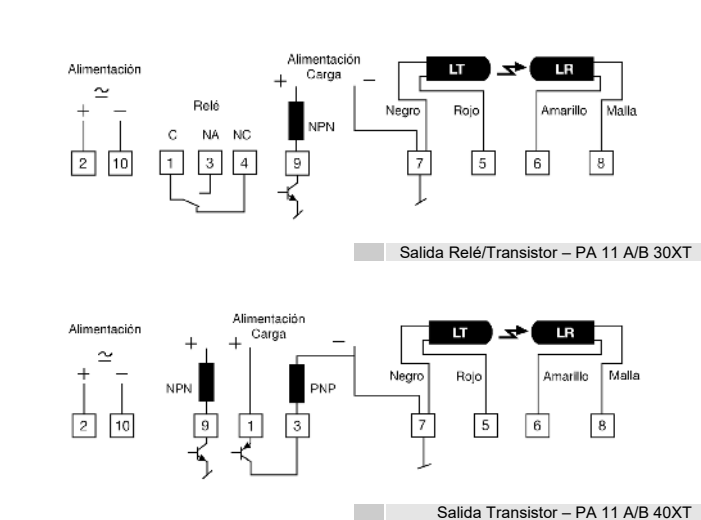 Alimentación
≃
+ −
2 10
Relé
C NA NC
1 3 4
Alimentación
Carga
+ −
NPN
9
LT LR
Negro Rojo Amarillo Malla
7 5 6 8
Salida Relé/Transistor – PA 11 A/B 30XT
Alimentación
≃
+ −
2 10
Alimentación
Carga
+ + −
NPN PNP
9 1 3
LT LR
Negro Rojo Amarillo Malla
7 5 6 8
Salida Transistor – PA 11 A/B 40XT